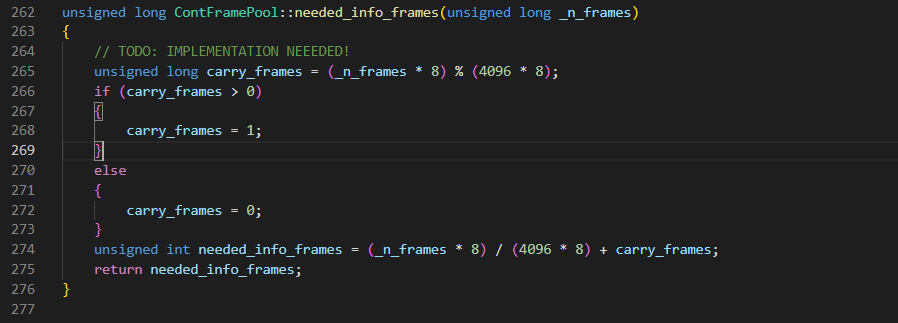 262 unsigned long ContFramePool::needed_info_frames(unsigned long _n_frames)
263 {
264     // TODO: IMPLEMENTATION NEEEDED!
265     unsigned long carry_frames = (_n_frames * 8) % (4096 * 8);
266     if (carry_frames > 0)
267     {
268         carry_frames = 1;
269     }
270     else
271     {
272         carry_frames = 0;
273     }
274     unsigned int needed_info_frames = (_n_frames * 8) / (4096 * 8) + carry_frames;
275     return needed_info_frames;
276 }
277